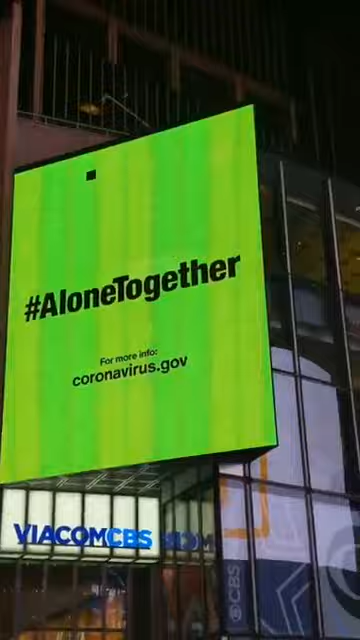 #AloneTogether
For more info:
coronavirus.gov
VIACOMCBS
CBS